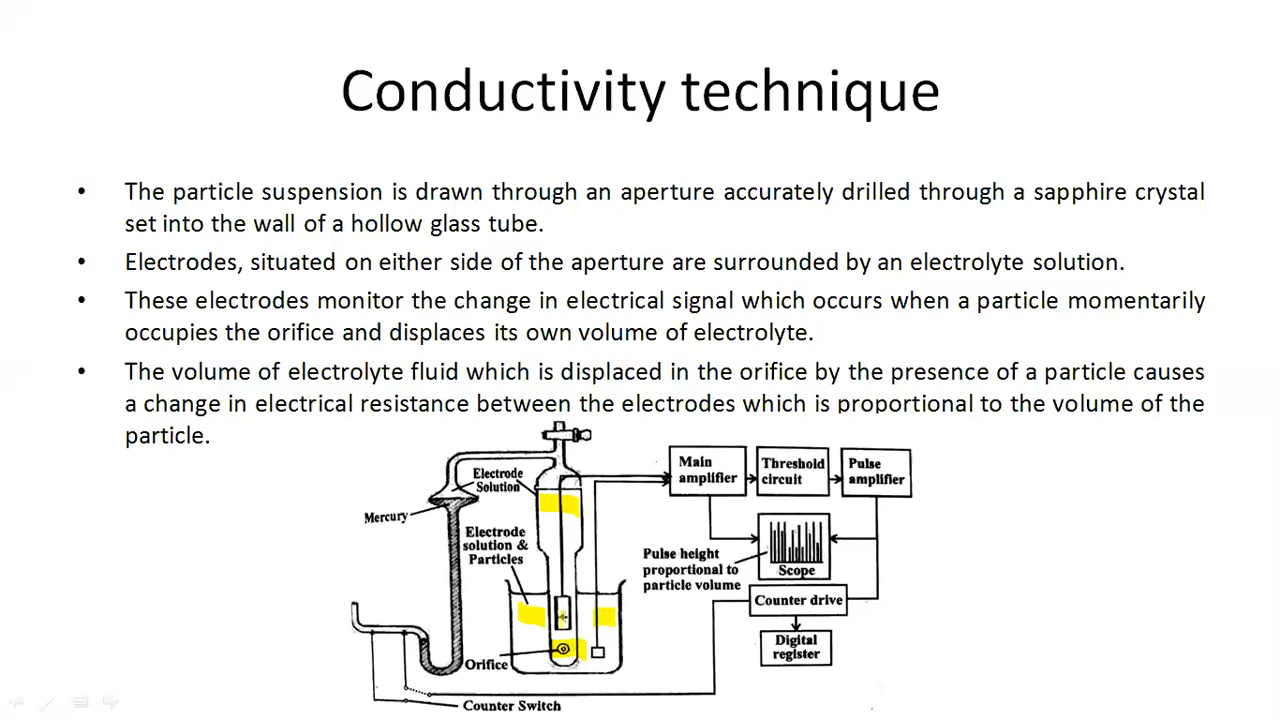 Conductivity technique
• The particle suspension is drawn through an aperture accurately drilled through a sapphire crystal
set into the wall of a hollow glass tube.
• Electrodes, situated on either side of the aperture are surrounded by an electrolyte solution.
• These electrodes monitor the change in electrical signal which occurs when a particle momentarily
occupies the orifice and displaces its own volume of electrolyte.
• The volume of electrolyte fluid which is displaced in the orifice by the presence of a particle causes
a change in electrical resistance between the electrodes which is proportional to the volume of the
particle.
Electrode
Solution
Mercury
Electrode
solution &
Particles
Orifice
Counter Switch
Main
amplifier
Threshold
circuit
Pulse
amplifier
Pulse height
proportional to
particle volume
Scope
Counter drive
Digital
register